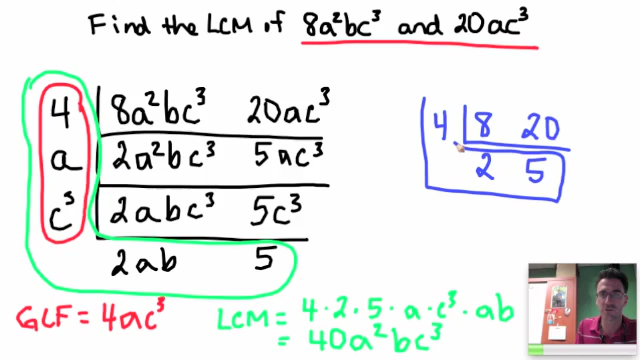 Find the LCM of 8a²bc³ and 20ac³
4 8a²bc³ 20ac³
a 2a²bc³ 5ac³
c³ 2abc³ 5c³
2ab 5
4 8 20
2 5
GCF = 4ac³
LCM = 4·2·5·a·c³·ab
= 40a²bc³